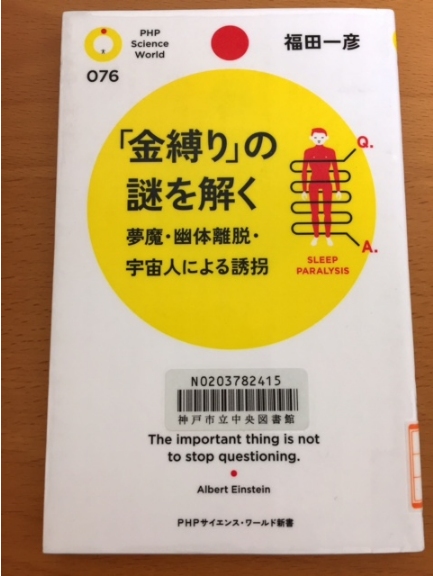 PHP
Science
World
076
福田一彦
「金縛り」の
謎を解く
夢魔・幽体離脱・
宇宙人による誘拐
Q.
A.
SLEEP
PARALYSIS
N0203782415
神戸市立中央図書館
The important thing is not
to stop questioning.
Albert Einstein
PHPサイエンス・ワールド新書